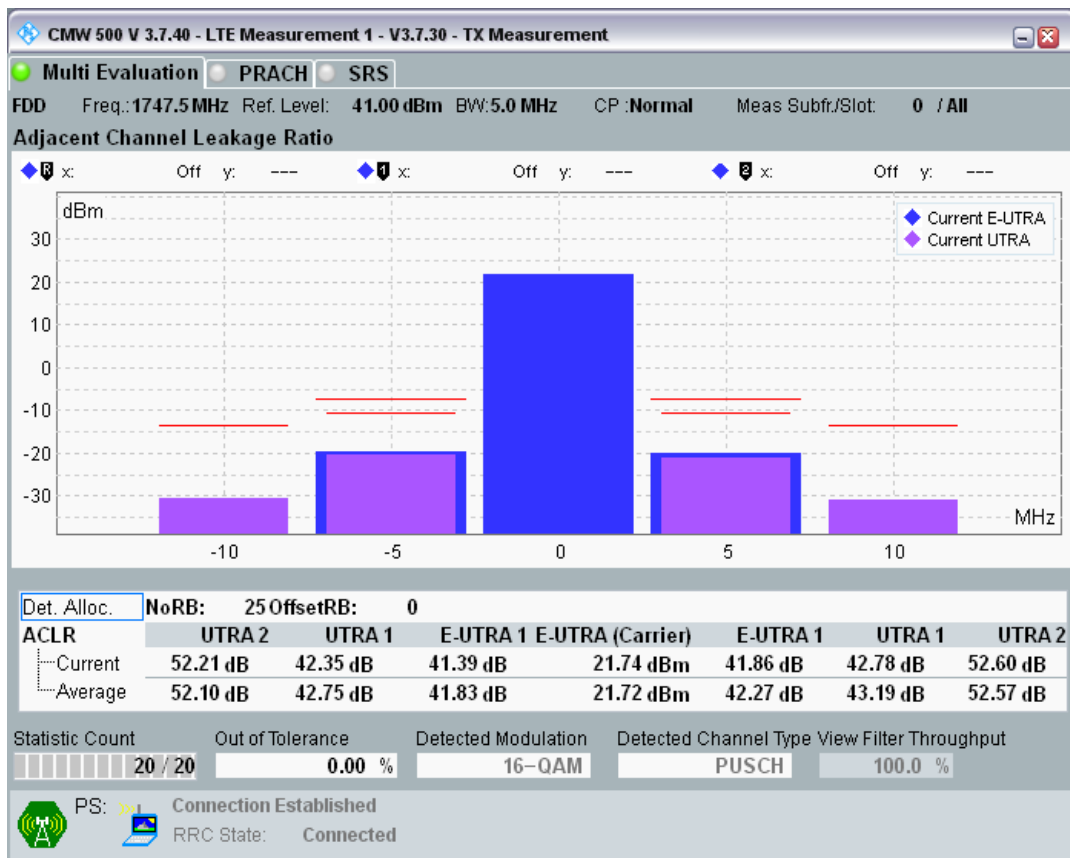 CMW 500 V 3.7.40 - LTE Measurement 1 - V3.7.30 - TX Measurement
Multi Evaluation PRACH SRS
FDD Freq.: 1747.5 MHz Ref. Level: 41.00 dBm BW: 5.0 MHz CP : Normal Meas Subfr./Slot: 0 / All
Adjacent Channel Leakage Ratio
R x: Off y: --- 1 x: Off y: --- 2 x: Off y: ---
dBm
Current E-UTRA
Current UTRA
30
20
10
0
-10
-20
-30
MHz
-10 -5 0 5 10
Det. Alloc. NoRB: 25 OffsetRB: 0
ACLR UTRA 2 UTRA 1 E-UTRA 1 E-UTRA (Carrier) E-UTRA 1 UTRA 1 UTRA 2
Current 52.21 dB 42.35 dB 41.39 dB 21.74 dBm 41.86 dB 42.78 dB 52.60 dB
Average 52.10 dB 42.75 dB 41.83 dB 21.72 dBm 42.27 dB 43.19 dB 52.57 dB
Statistic Count Out of Tolerance Detected Modulation Detected Channel Type View Filter Throughput
20 / 20 0.00 % 16-QAM PUSCH 100.0 %
PS: Connection Established
RRC State: Connected